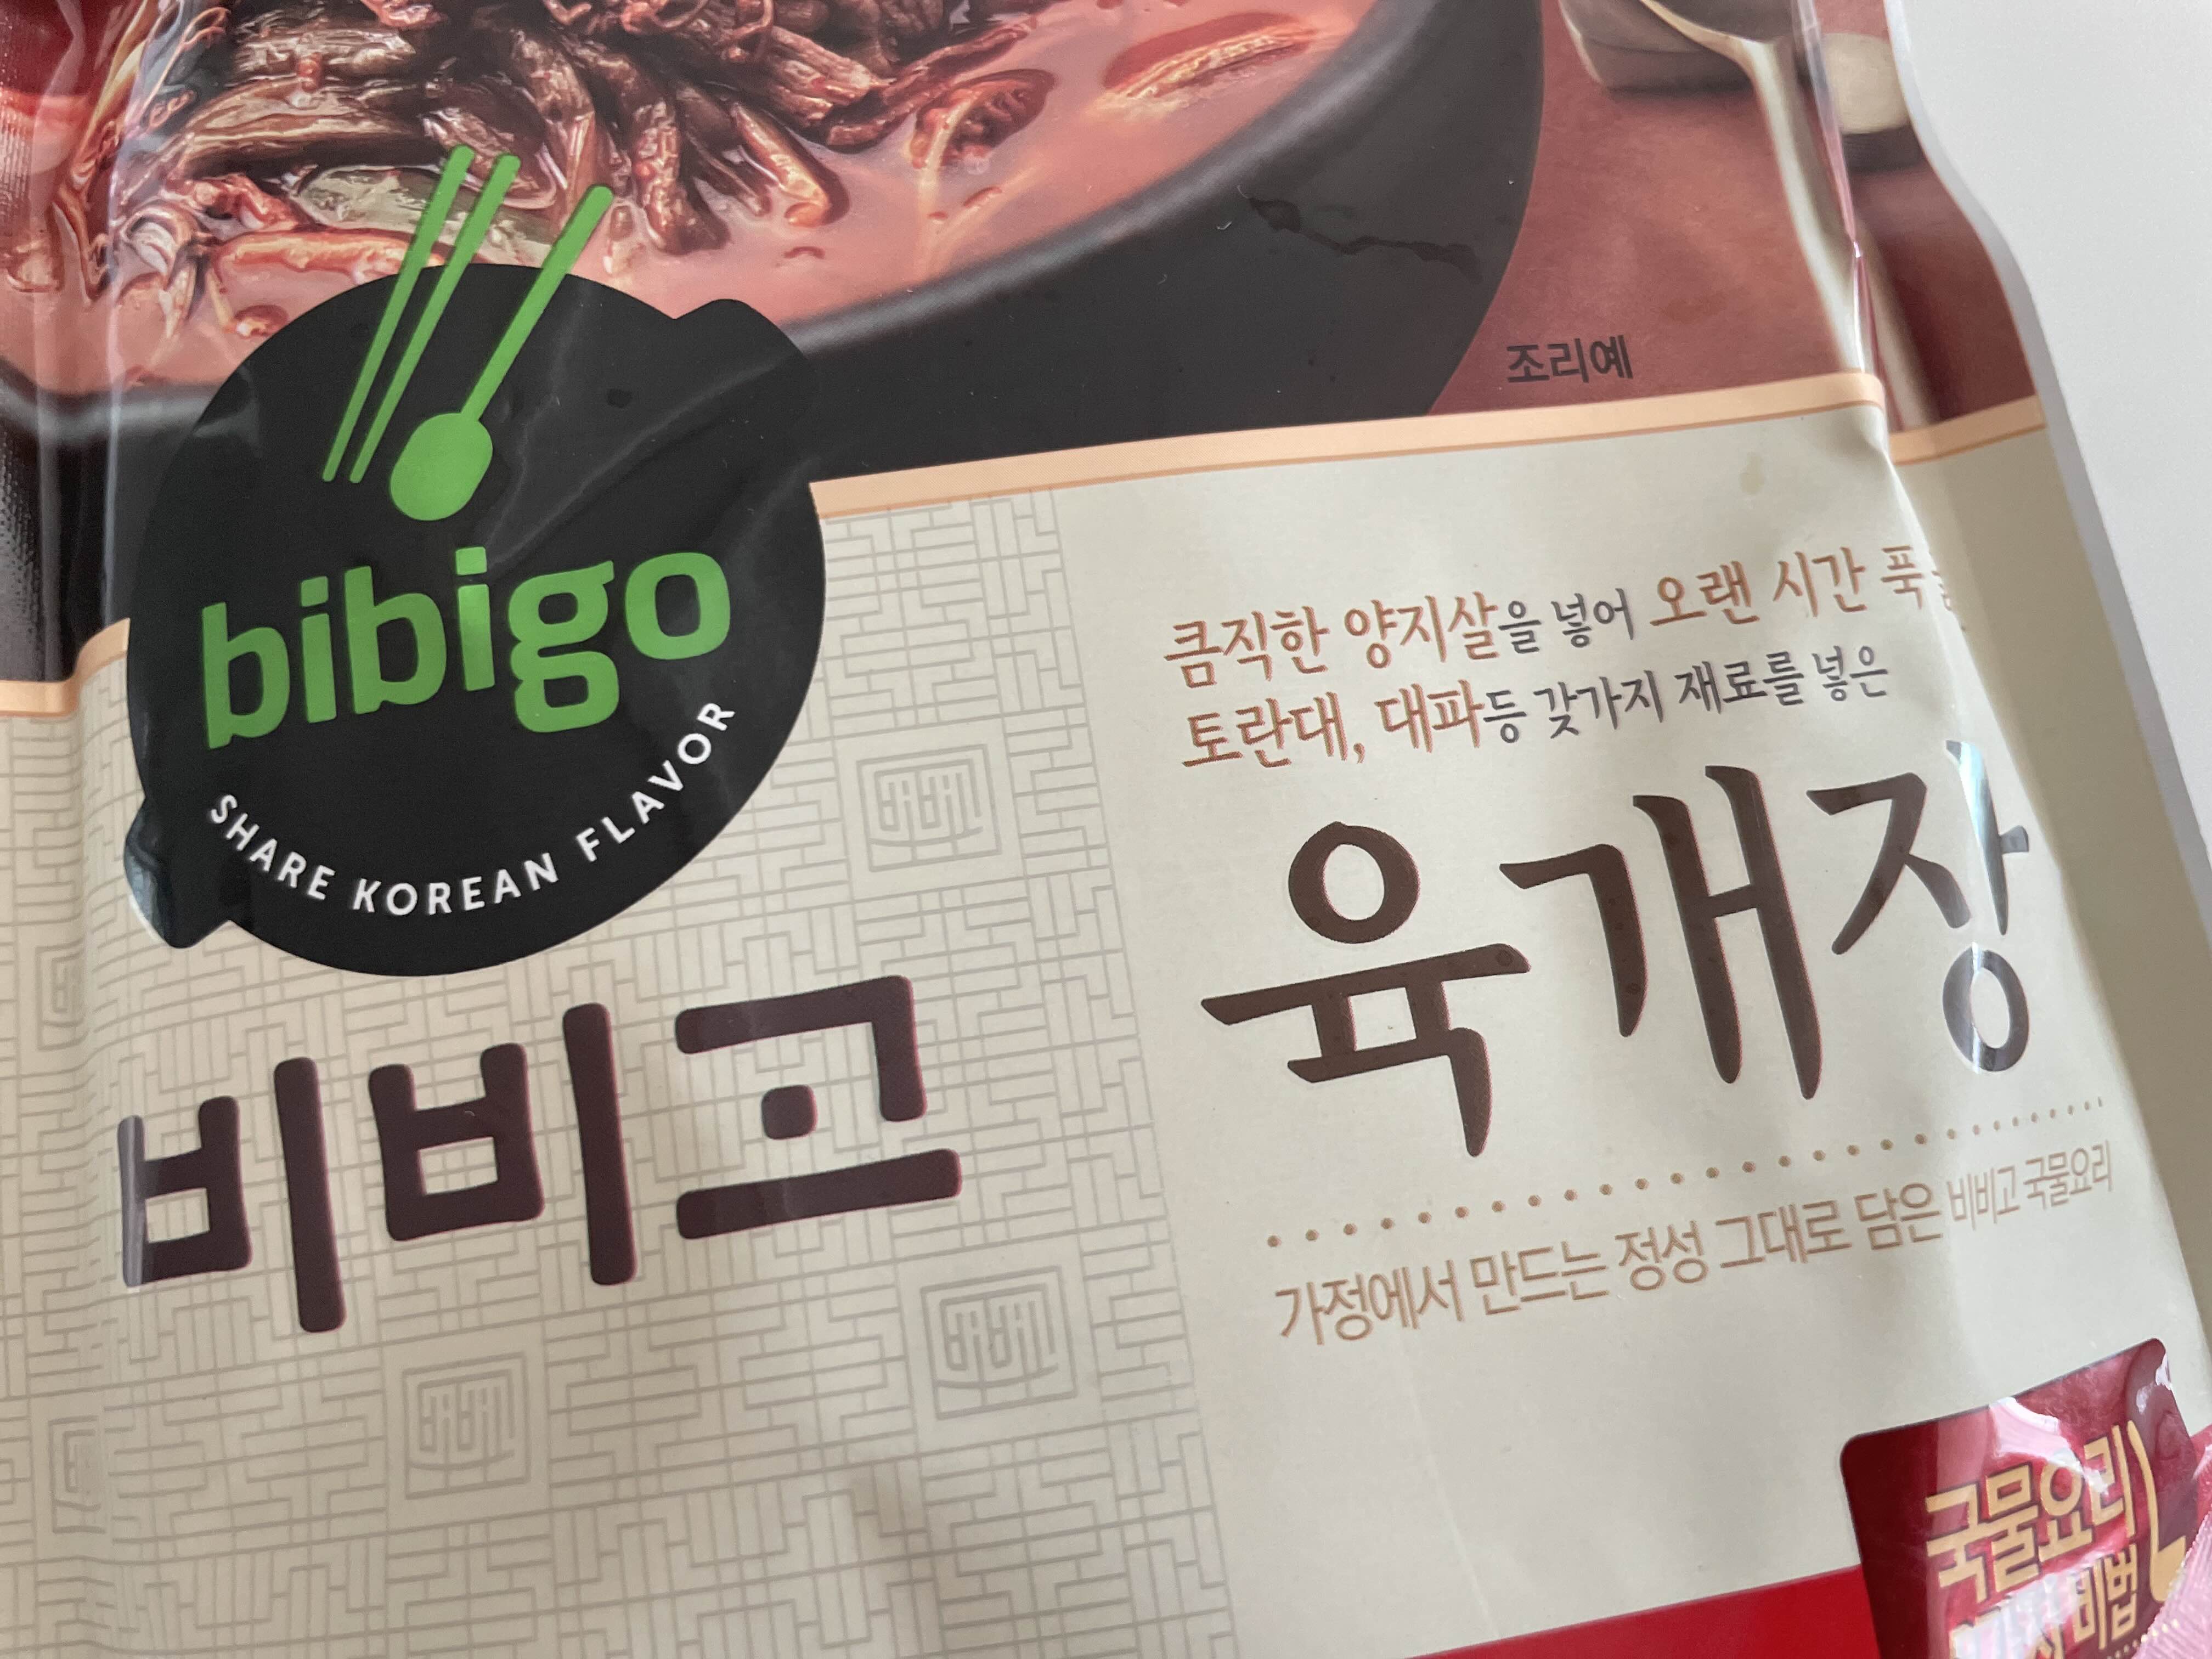 조리예
bibigo
SHARE KOREAN FLAVOR
비비고
큼직한 양지살을 넣어 오랜 시간 푹
토란대, 대파등 갖가지 재료를 넣은
육개장
가정에서 만드는 정성 그대로 담은 비비고 국물요리
국물요리
비법